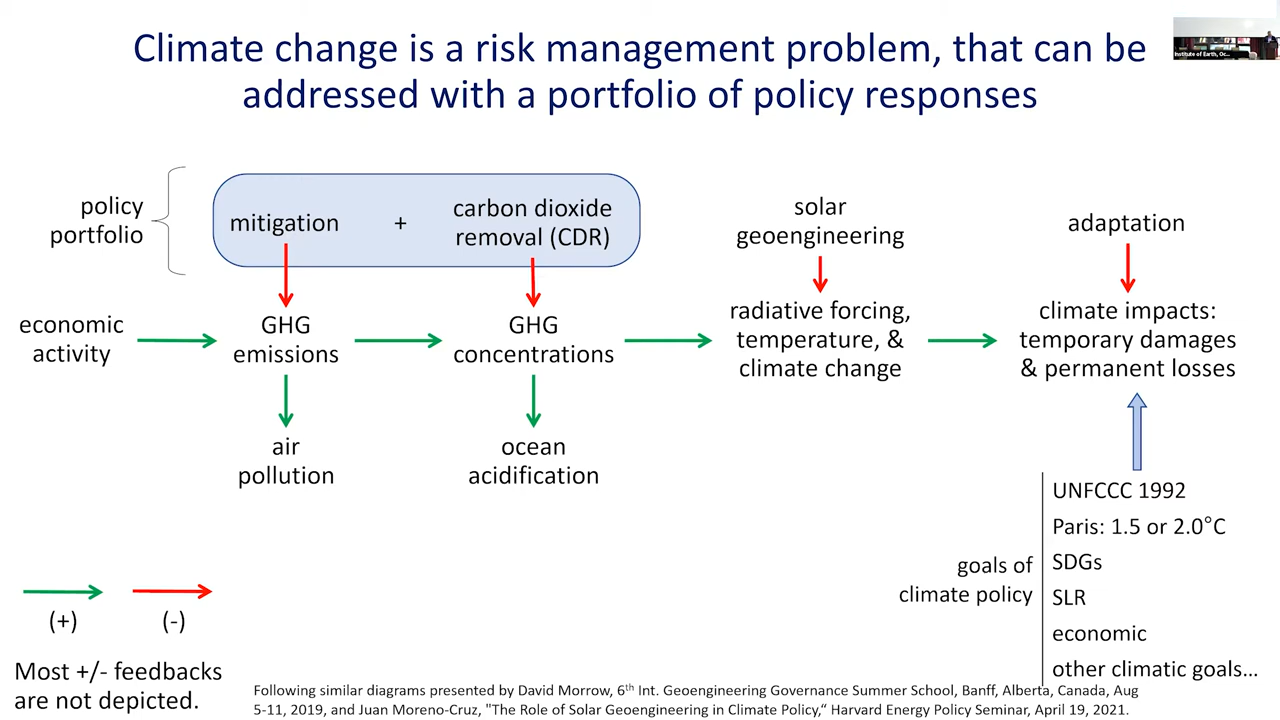 Climate change is a risk management problem, that can be
addressed with a portfolio of policy responses
Institute of Earth, Oc...
policy
portfolio
mitigation
+
carbon dioxide
removal (CDR)
solar
geoengineering
adaptation
economic
activity
GHG
emissions
GHG
concentrations
radiative forcing,
temperature, &
climate change
climate impacts:
temporary damages
& permanent losses
air
pollution
ocean
acidification
goals of
climate policy
UNFCCC 1992
Paris: 1.5 or 2.0°C
SDGs
SLR
economic
other climatic goals…
(+)
(-)
Most +/- feedbacks
are not depicted.
Following similar diagrams presented by David Morrow, 6th Int. Geoengineering Governance Summer School, Banff, Alberta, Canada, Aug
5-11, 2019, and Juan Moreno-Cruz, "The Role of Solar Geoengineering in Climate Policy,“ Harvard Energy Policy Seminar, April 19, 2021.